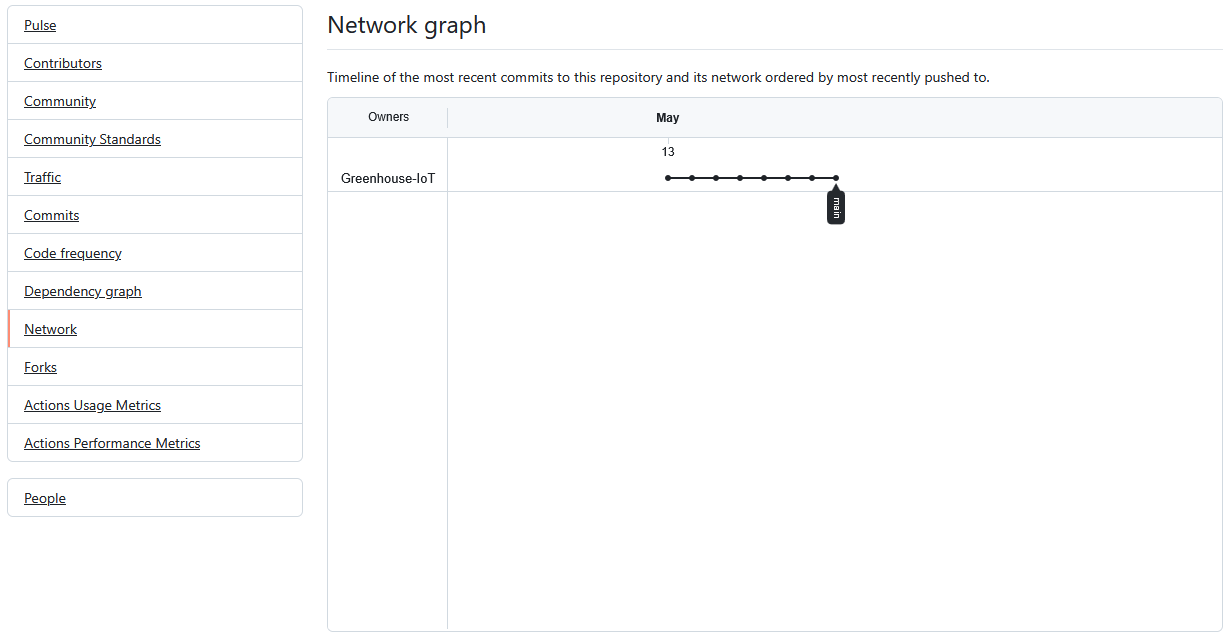 Pulse
Contributors
Community
Community Standards
Traffic
Commits
Code frequency
Dependency graph
Network
Forks
Actions Usage Metrics
Actions Performance Metrics
People
Network graph
Timeline of the most recent commits to this repository and its network ordered by most recently pushed to.
Owners
May
13
Greenhouse-IoT
main